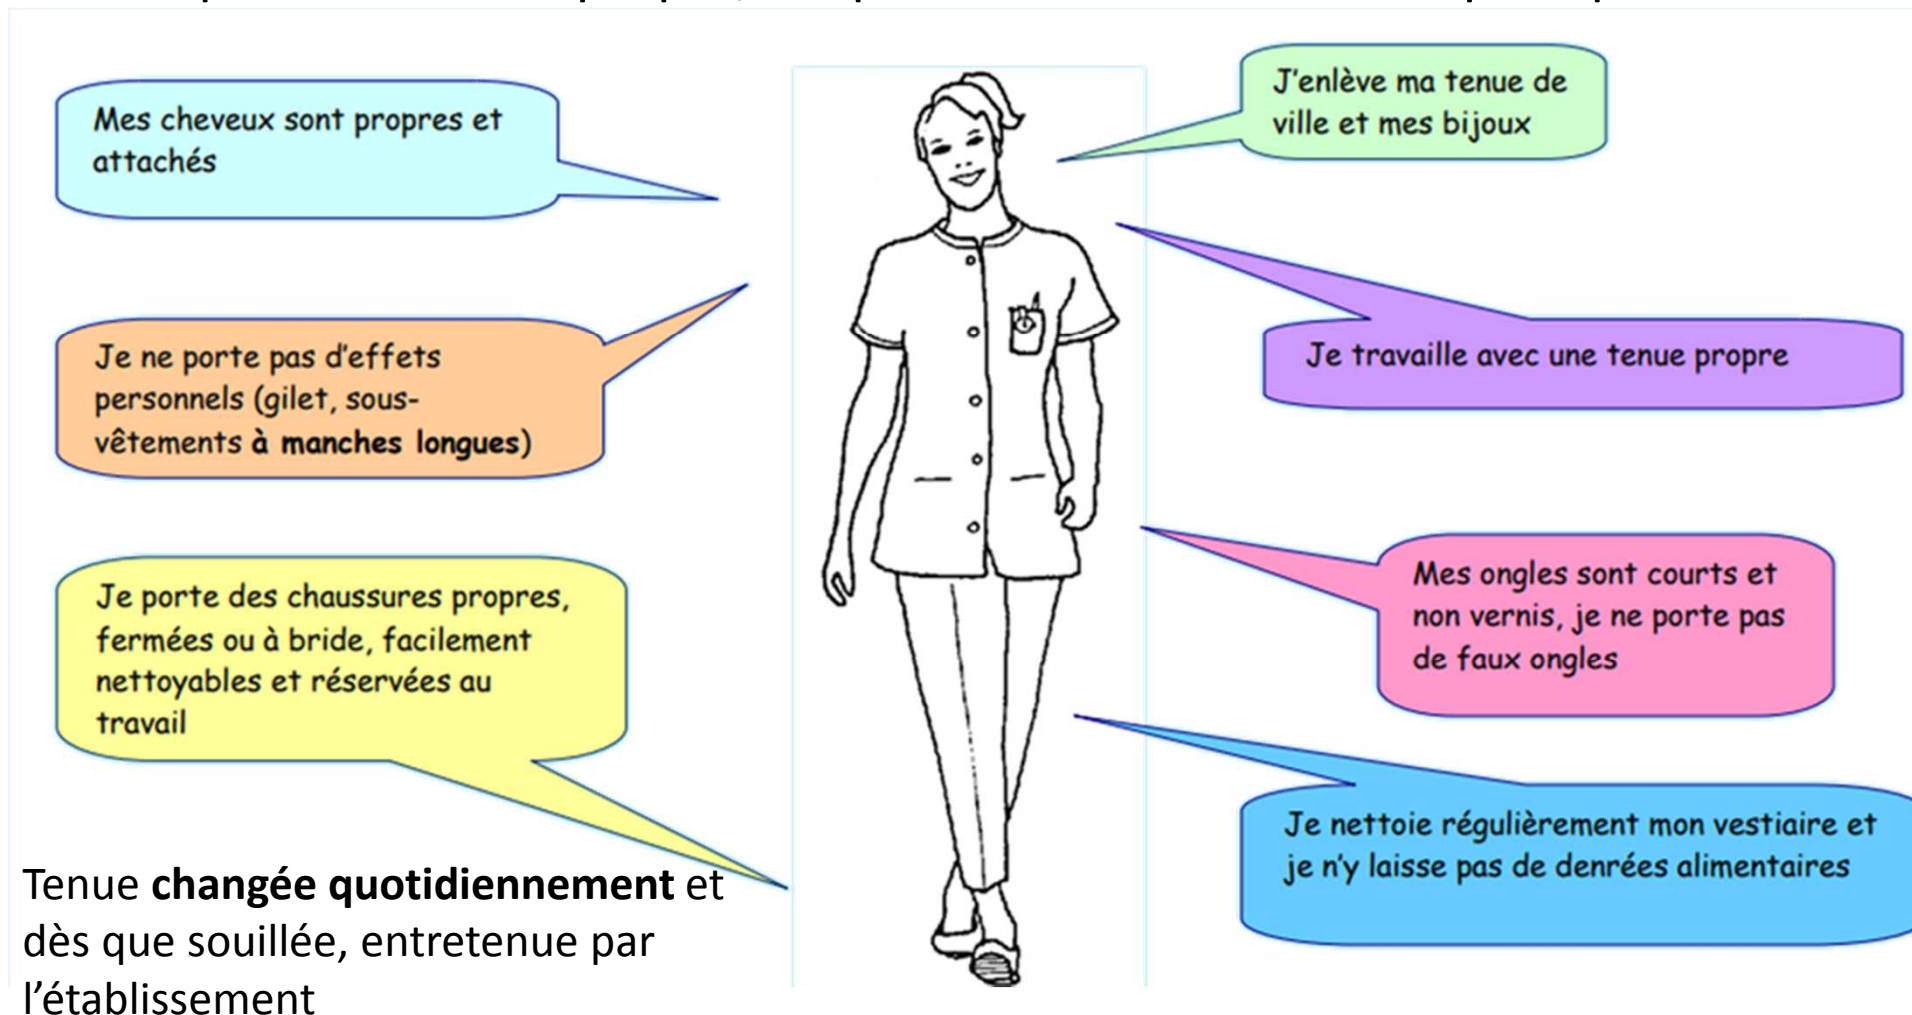 Mes cheveux sont propres et
attachés
J'enlève ma tenue de
ville et mes bijoux
Je ne porte pas d'effets
personnels (gilet, sous-
vêtements à manches longues)
Je travaille avec une tenue propre
Je porte des chaussures propres,
fermées ou à bride, facilement
nettoyables et réservées au
travail
Mes ongles sont courts et
non vernis, je ne porte pas
de faux ongles
Je nettoie régulièrement mon vestiaire et
je n'y laisse pas de denrées alimentaires
Tenue changée quotidiennement et
dès que souillée, entretenue par
l'établissement